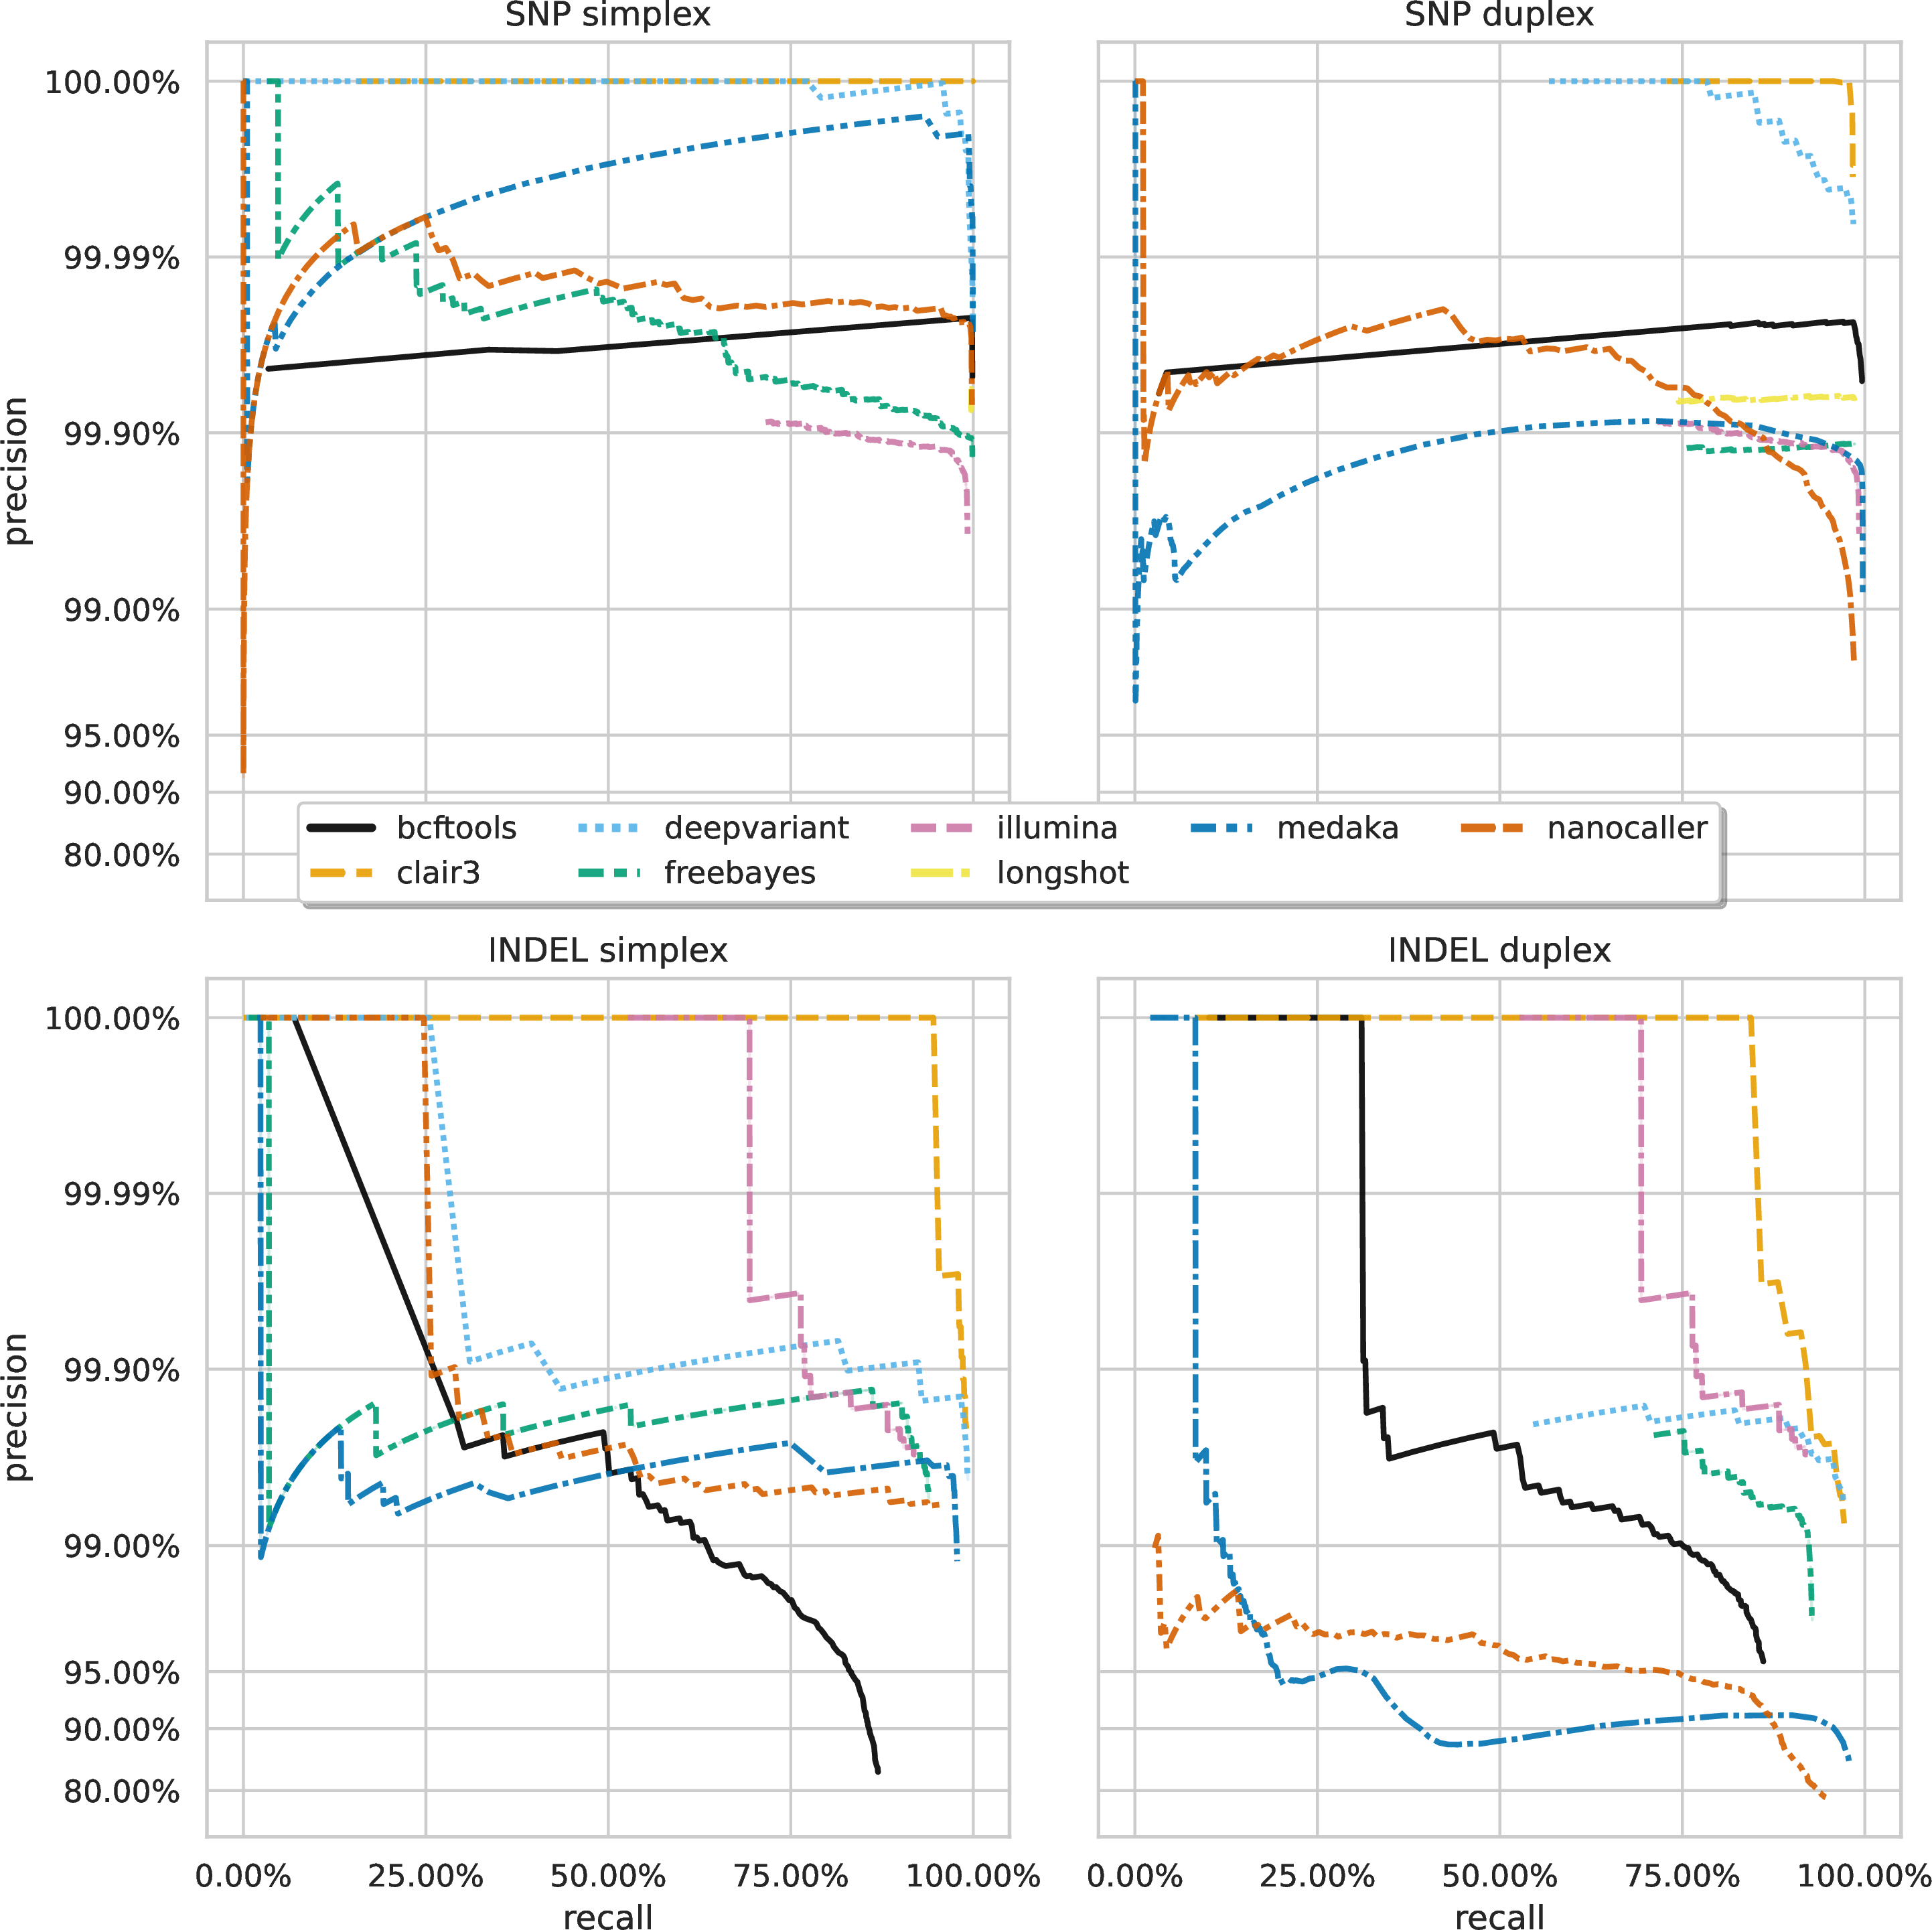 SNP simplex
SNP duplex
100.00%
99.99%
99.90%
99.00%
95.00%
90.00%
80.00%
precision
bcftools
deepvariant
illumina
medaka
nanocaller
clair3
freebayes
longshot
INDEL simplex
INDEL duplex
100.00%
99.99%
99.90%
99.00%
95.00%
90.00%
80.00%
precision
0.00% 25.00% 50.00% 75.00% 100.00%
0.00% 25.00% 50.00% 75.00% 100.00%
recall
recall